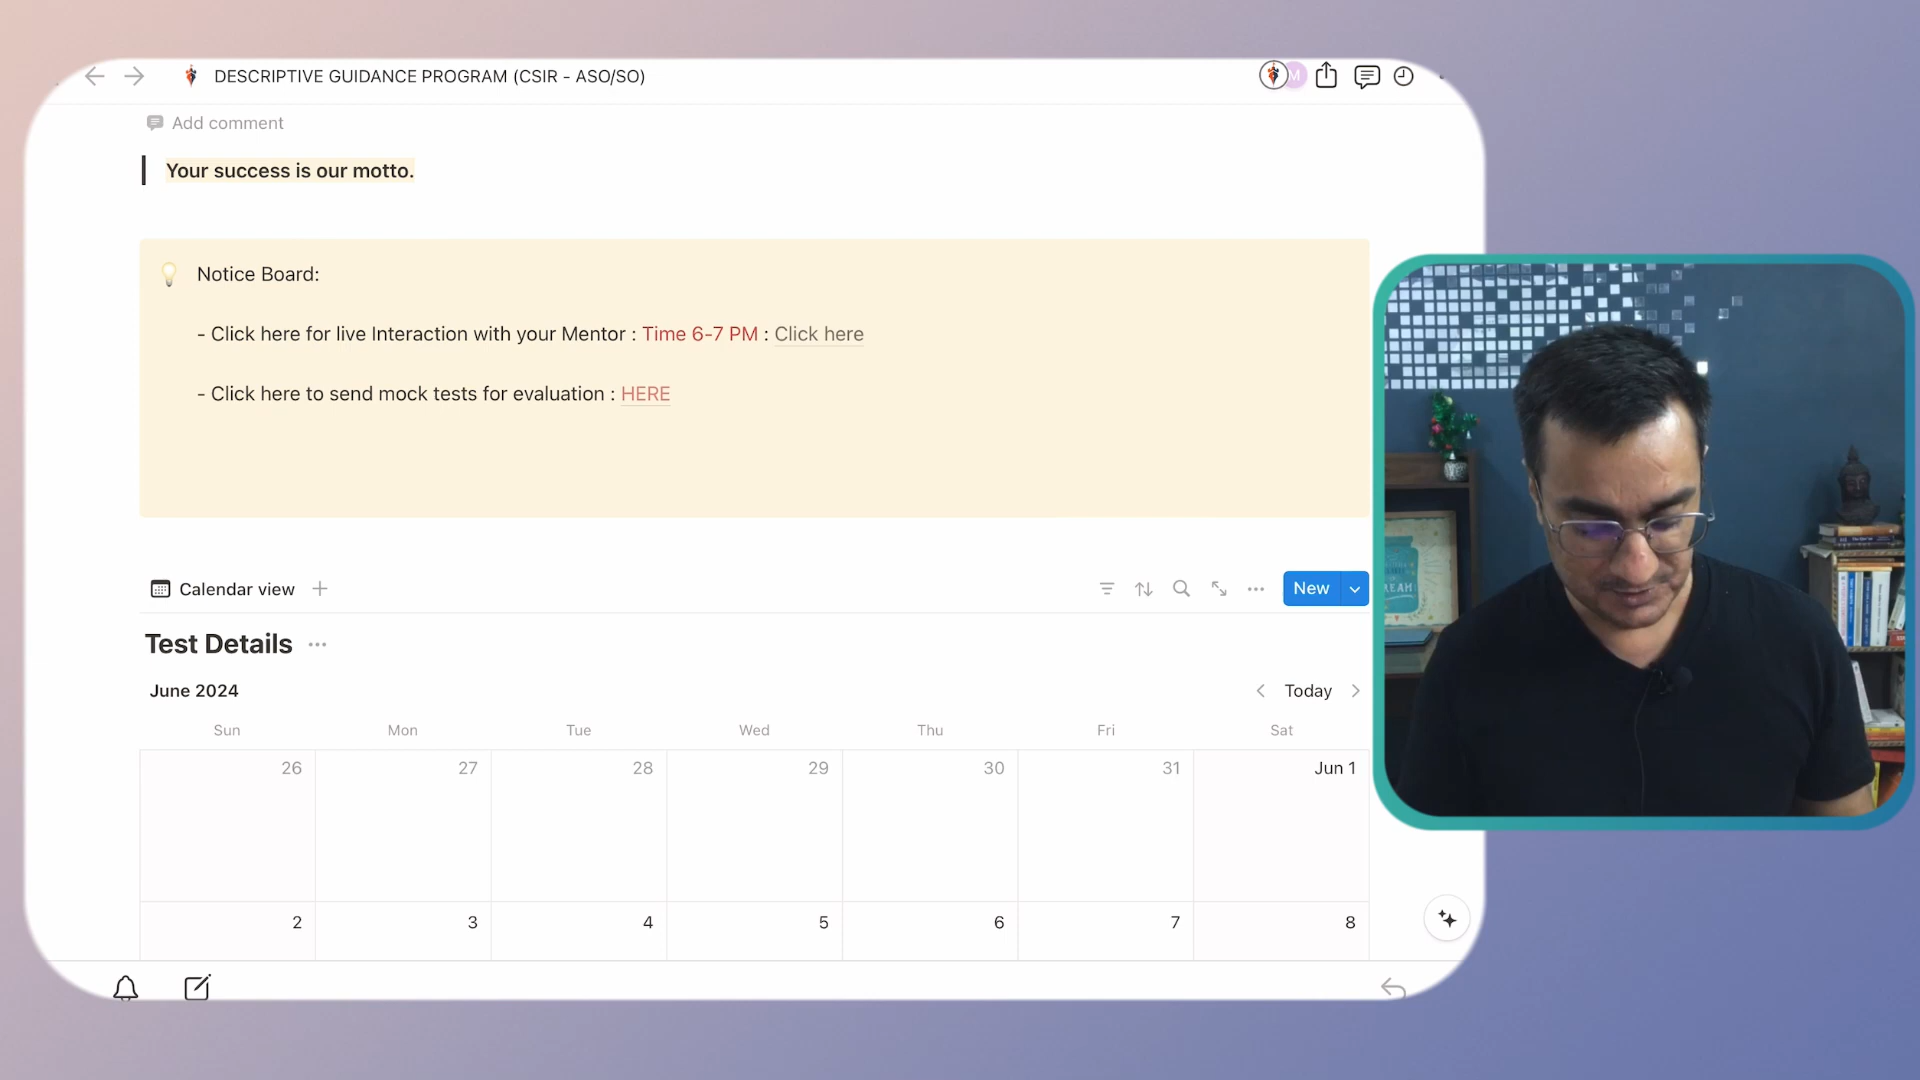 DESCRIPTIVE GUIDANCE PROGRAM (CSIR - ASO/SO)
M
Add comment
Your success is our motto.
Notice Board:
- Click here for live Interaction with your Mentor : Time 6-7 PM : Click here
- Click here to send mock tests for evaluation : HERE
Calendar view
New
Test Details
June 2024
Today
Sun Mon Tue Wed Thu Fri Sat
26 27 28 29 30 31 Jun 1
2 3 4 5 6 7 8